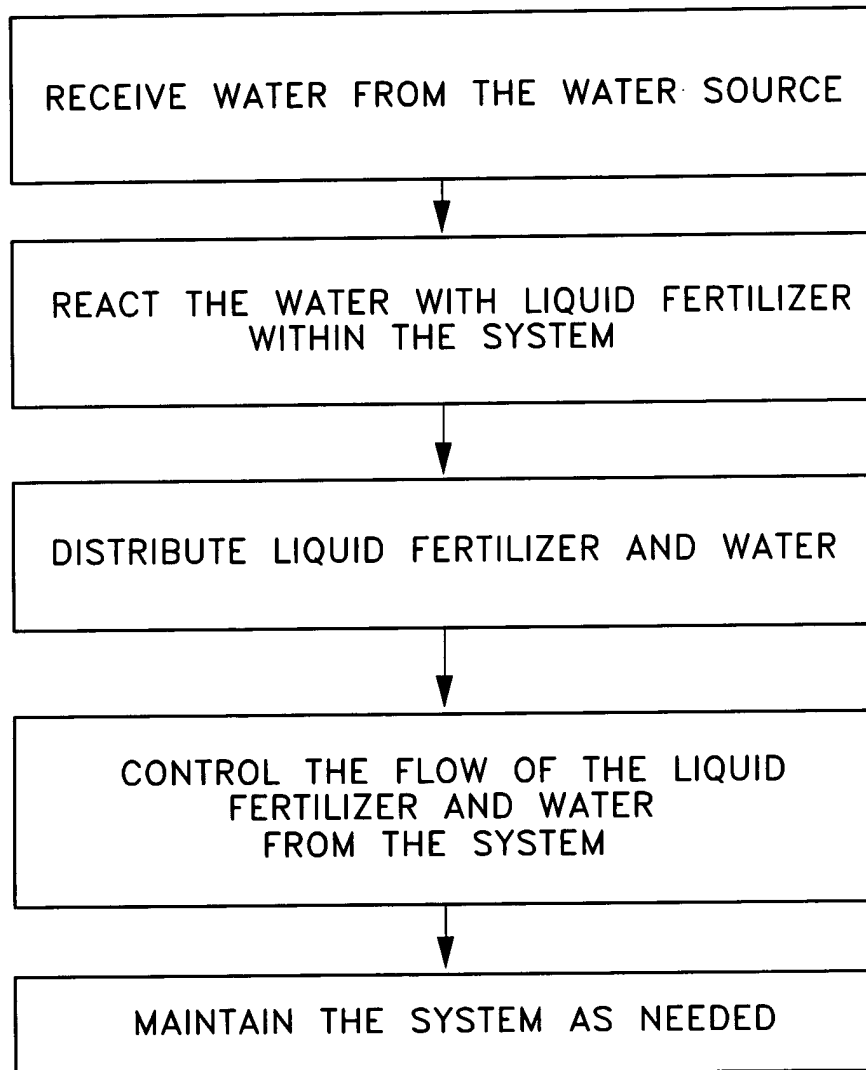 RECEIVE WATER FROM THE WATER SOURCE
REACT THE WATER WITH LIQUID FERTILIZER
WITHIN THE SYSTEM
DISTRIBUTE LIQUID FERTILIZER AND WATER
CONTROL THE FLOW OF THE LIQUID
FERTILIZER AND WATER
FROM THE SYSTEM
MAINTAIN THE SYSTEM AS NEEDED